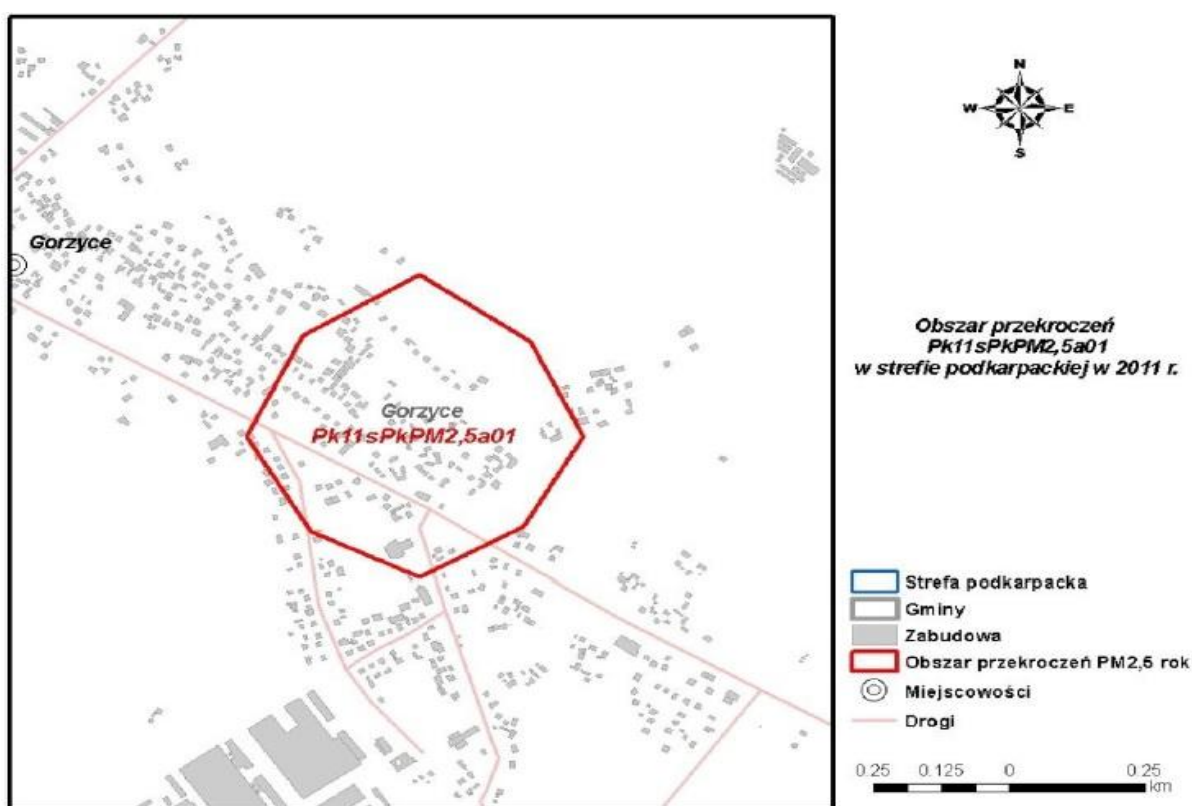 N
W E
S
Gorzyce
Obszar przekroczeń
Pk11sPkPM2,5a01
w strefie podkarpackiej w 2011 r.
Gorzyce
Pk11sPkPM2,5a01
Strefa podkarpacka
Gminy
Zabudowa
Obszar przekroczeń PM2,5 rok
Miejscowości
Drogi
0.25 0.125 0 0.25
km